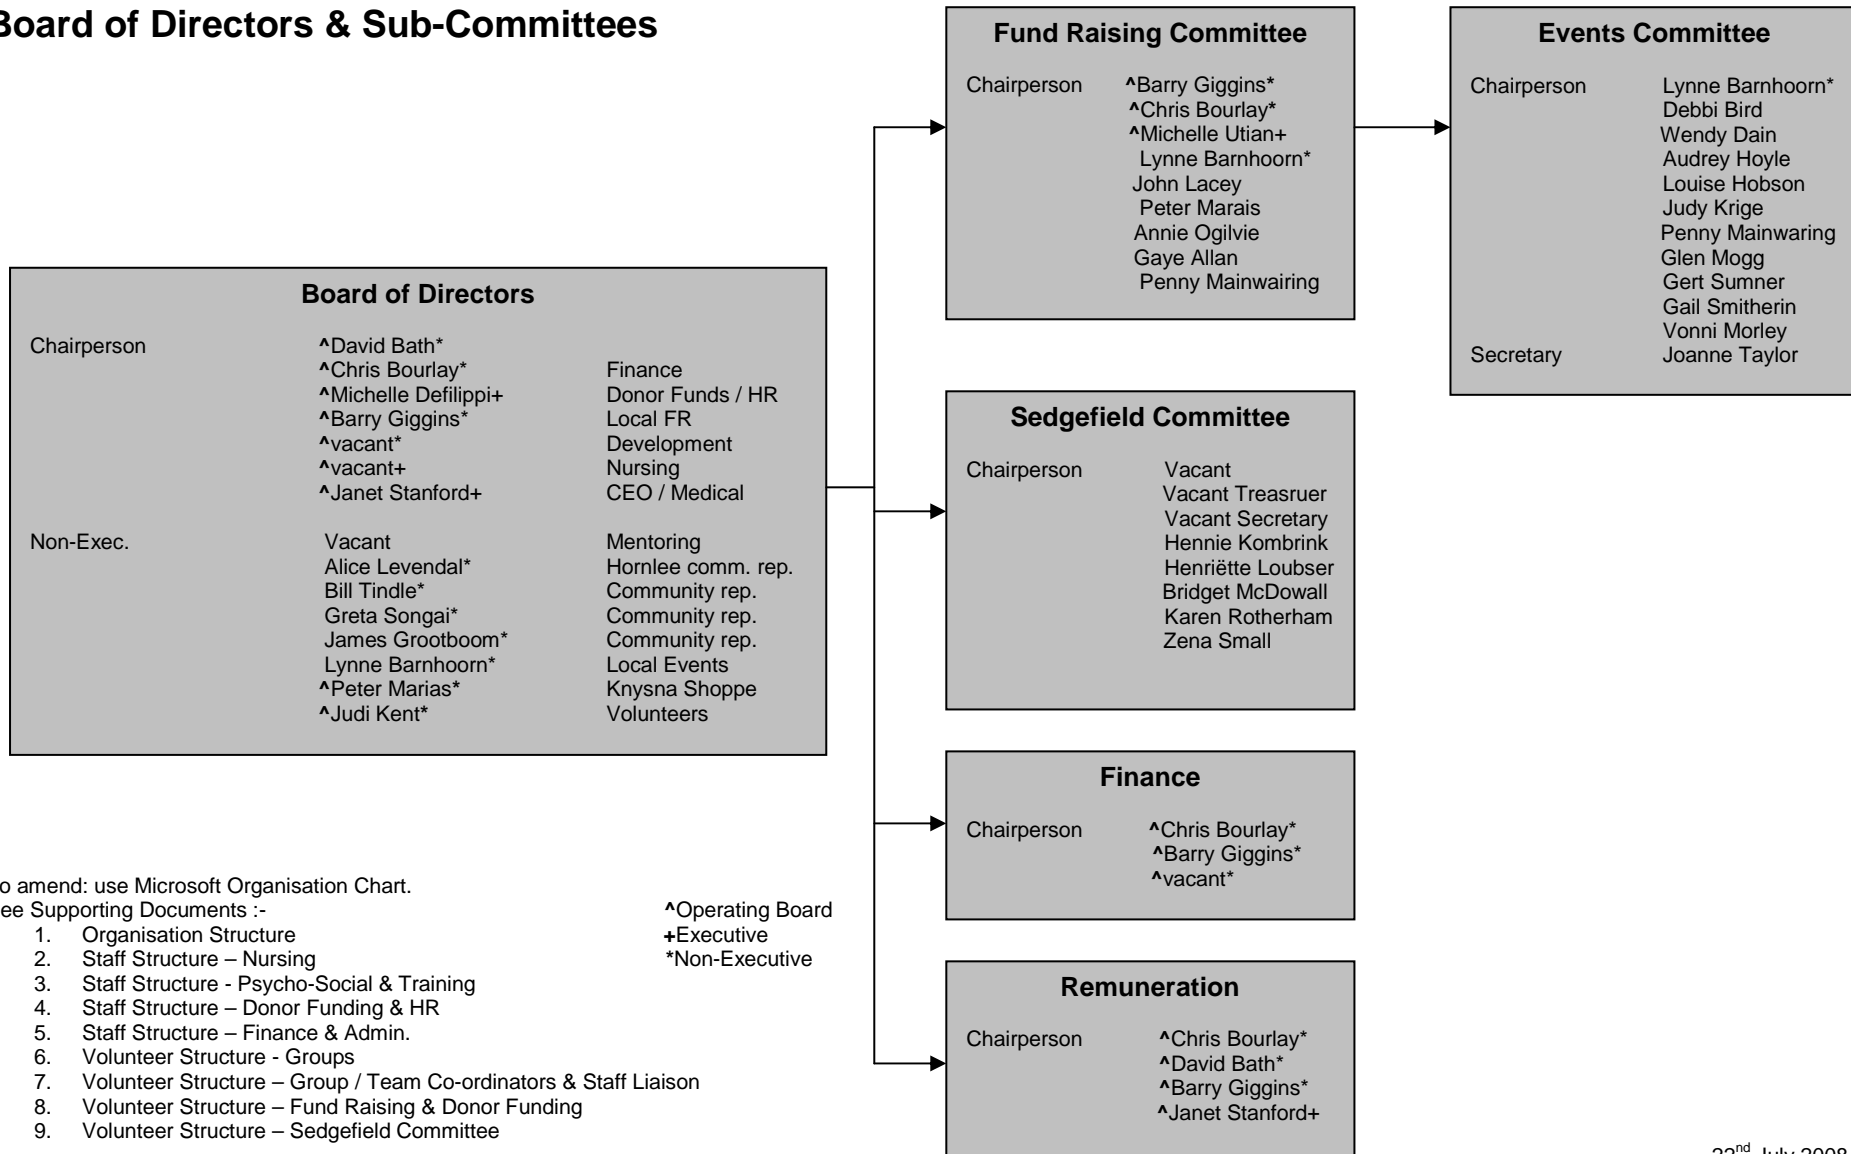 Board of Directors & Sub-Committees
Fund Raising Committee
Chairperson ^Barry Giggins*
^Chris Bourlay*
^Michelle Utian+
Lynne Barnhoorn*
John Lacey
Peter Marais
Annie Ogilvie
Gaye Allan
Penny Mainwairing
Events Committee
Chairperson Lynne Barnhoorn*
Debbi Bird
Wendy Dain
Audrey Hoyle
Louise Hobson
Judy Krige
Penny Mainwaring
Glen Mogg
Gert Sumner
Gail Smitherin
Vonni Morley
Secretary Joanne Taylor
Board of Directors
Chairperson ^David Bath*
^Chris Bourlay* Finance
^Michelle Defilippi+ Donor Funds / HR
^Barry Giggins* Local FR
^vacant* Development
^vacant+ Nursing
^Janet Stanford+ CEO / Medical
Non-Exec. Vacant Mentoring
Alice Levendal* Hornlee comm. rep.
Bill Tindle* Community rep.
Greta Songai* Community rep.
James Grootboom* Community rep.
Lynne Barnhoorn* Local Events
^Peter Marias* Knysna Shoppe
^Judi Kent* Volunteers
Sedgefield Committee
Chairperson Vacant
Vacant Treasruer
Vacant Secretary
Hennie Kombrink
Henriëtte Loubser
Bridget McDowall
Karen Rotherham
Zena Small
Finance
Chairperson ^Chris Bourlay*
^Barry Giggins*
^vacant*
Remuneration
Chairperson ^Chris Bourlay*
^David Bath*
^Barry Giggins*
^Janet Stanford+
o amend: use Microsoft Organisation Chart.
ee Supporting Documents :-
1. Organisation Structure
2. Staff Structure – Nursing
3. Staff Structure - Psycho-Social & Training
4. Staff Structure – Donor Funding & HR
5. Staff Structure – Finance & Admin.
6. Volunteer Structure - Groups
7. Volunteer Structure – Group / Team Co-ordinators & Staff Liaison
8. Volunteer Structure – Fund Raising & Donor Funding
9. Volunteer Structure – Sedgefield Committee
^Operating Board
+Executive
*Non-Executive
July 2008